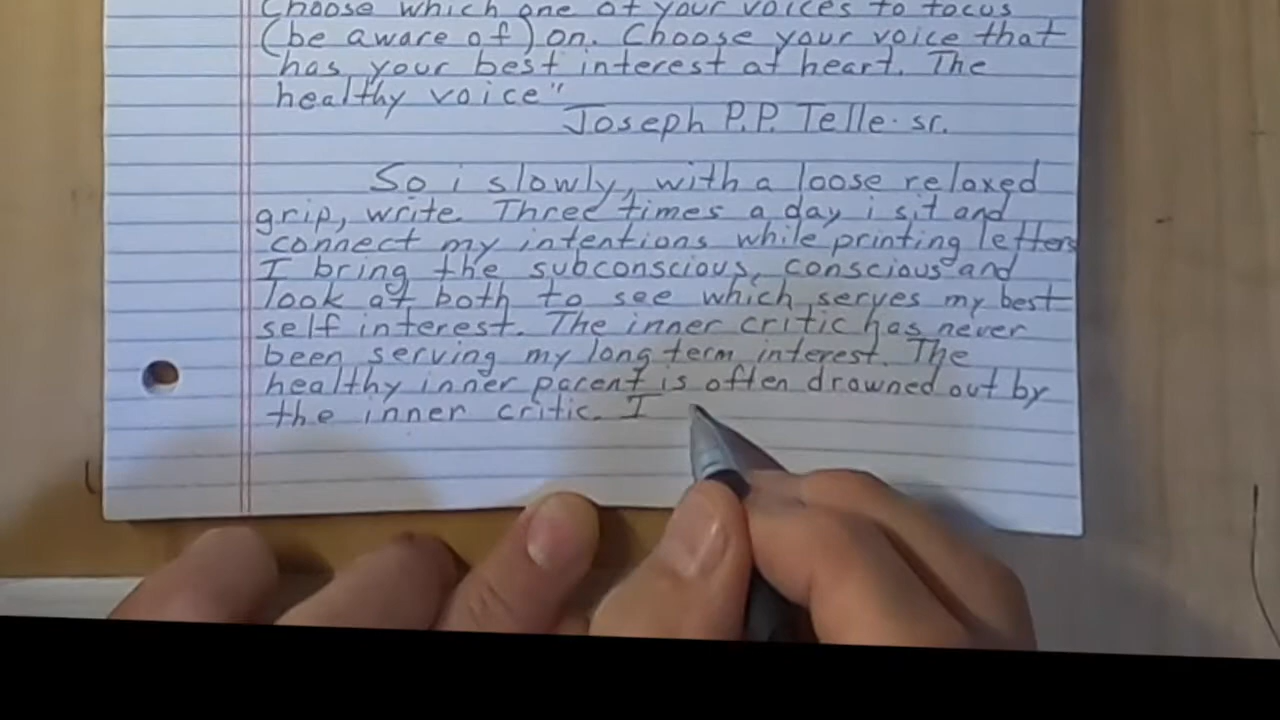 Choose which one of your voices to focus
(be aware of) on. Choose your voice that
has your best interest at heart. The
healthy voice"
Joseph P.P. Telle. sr.
So i slowly, with a loose relaxed
grip, write. Three times a day i sit and
connect my intentions while printing letters
I bring the subconscious, conscious and
look at both to see which serves my best
self interest. The inner critic has never
been serving my long term interest. The
healthy inner parent is often drowned out by
the inner critic. I